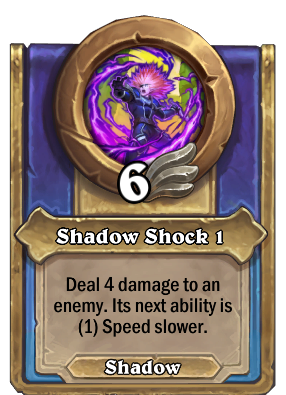 6
Shadow Shock 1
Deal 4 damage to an
enemy. Its next ability is
(1) Speed slower.
Shadow